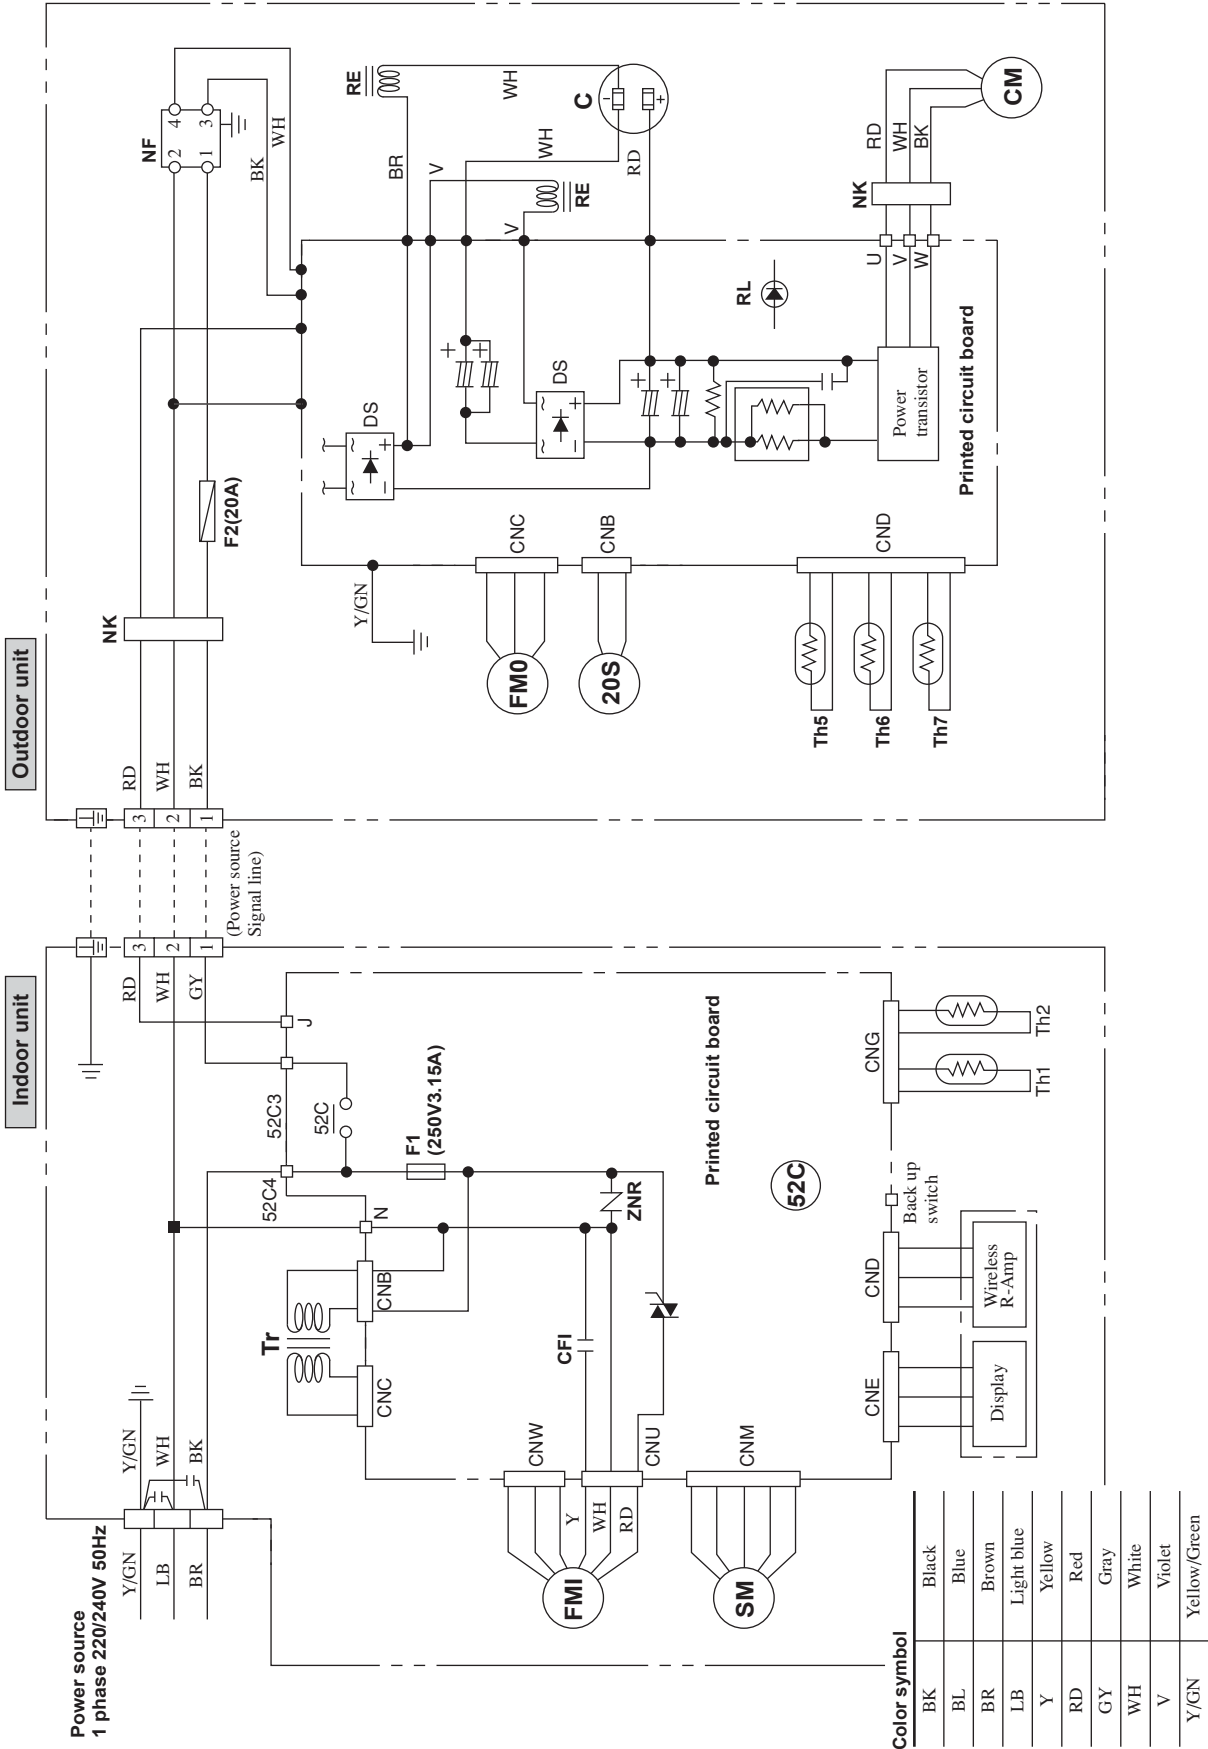 Indoor unit
Outdoor unit
Power source
1 phase 220/240V 50Hz
Y/GN
LB
BR
Y/GN
WH
BK
RD
WH
GY
3
2
1
(Power source
Signal line)
3
2
1
RD
WH
BK
NK
F2(20A)
NF
2
4
1
3
BK
WH
Tr
CNC
CNB
N
52C4
52C3
52C
J
F1
(250V3.15A)
ZNR
CFI
CNW
CNU
CNM
FMI
Y
WH
RD
SM
52C
Printed circuit board
CNE
CND
CNG
Display
Wireless
R-Amp
Back up
switch
Th1
Th2
Y/GN
CNC
CNB
CND
FM0
20S
Th5
Th6
Th7
~
~
−
+
DS
~
~
−
+
DS
+
+
+
+
RE
BR
V
WH
WH
V
RE
RD
C
−
+
RL
Power
transistor
Printed circuit board
U
V
W
NK
RD
WH
BK
CM
Color symbol
BK Black
BL Blue
BR Brown
LB Light blue
Y Yellow
RD Red
GY Gray
WH White
V Violet
Y/GN Yellow/Green